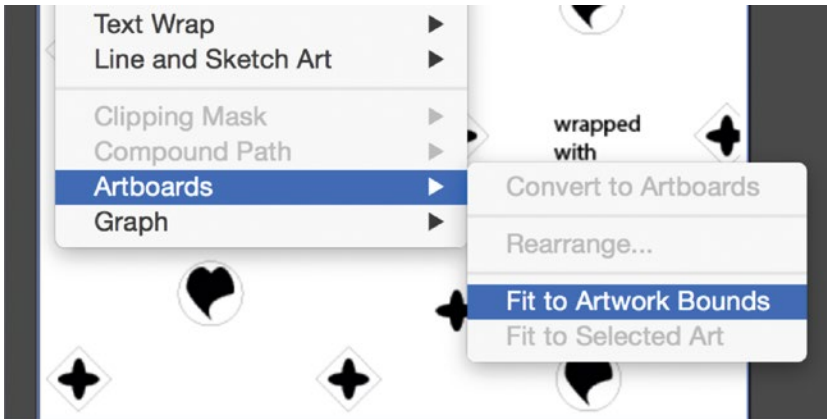 Text Wrap
Line and Sketch Art
Clipping Mask
Compound Path
Artboards
Graph
wrapped
with
Convert to Artboards
Rearrange...
Fit to Artwork Bounds
Fit to Selected Art